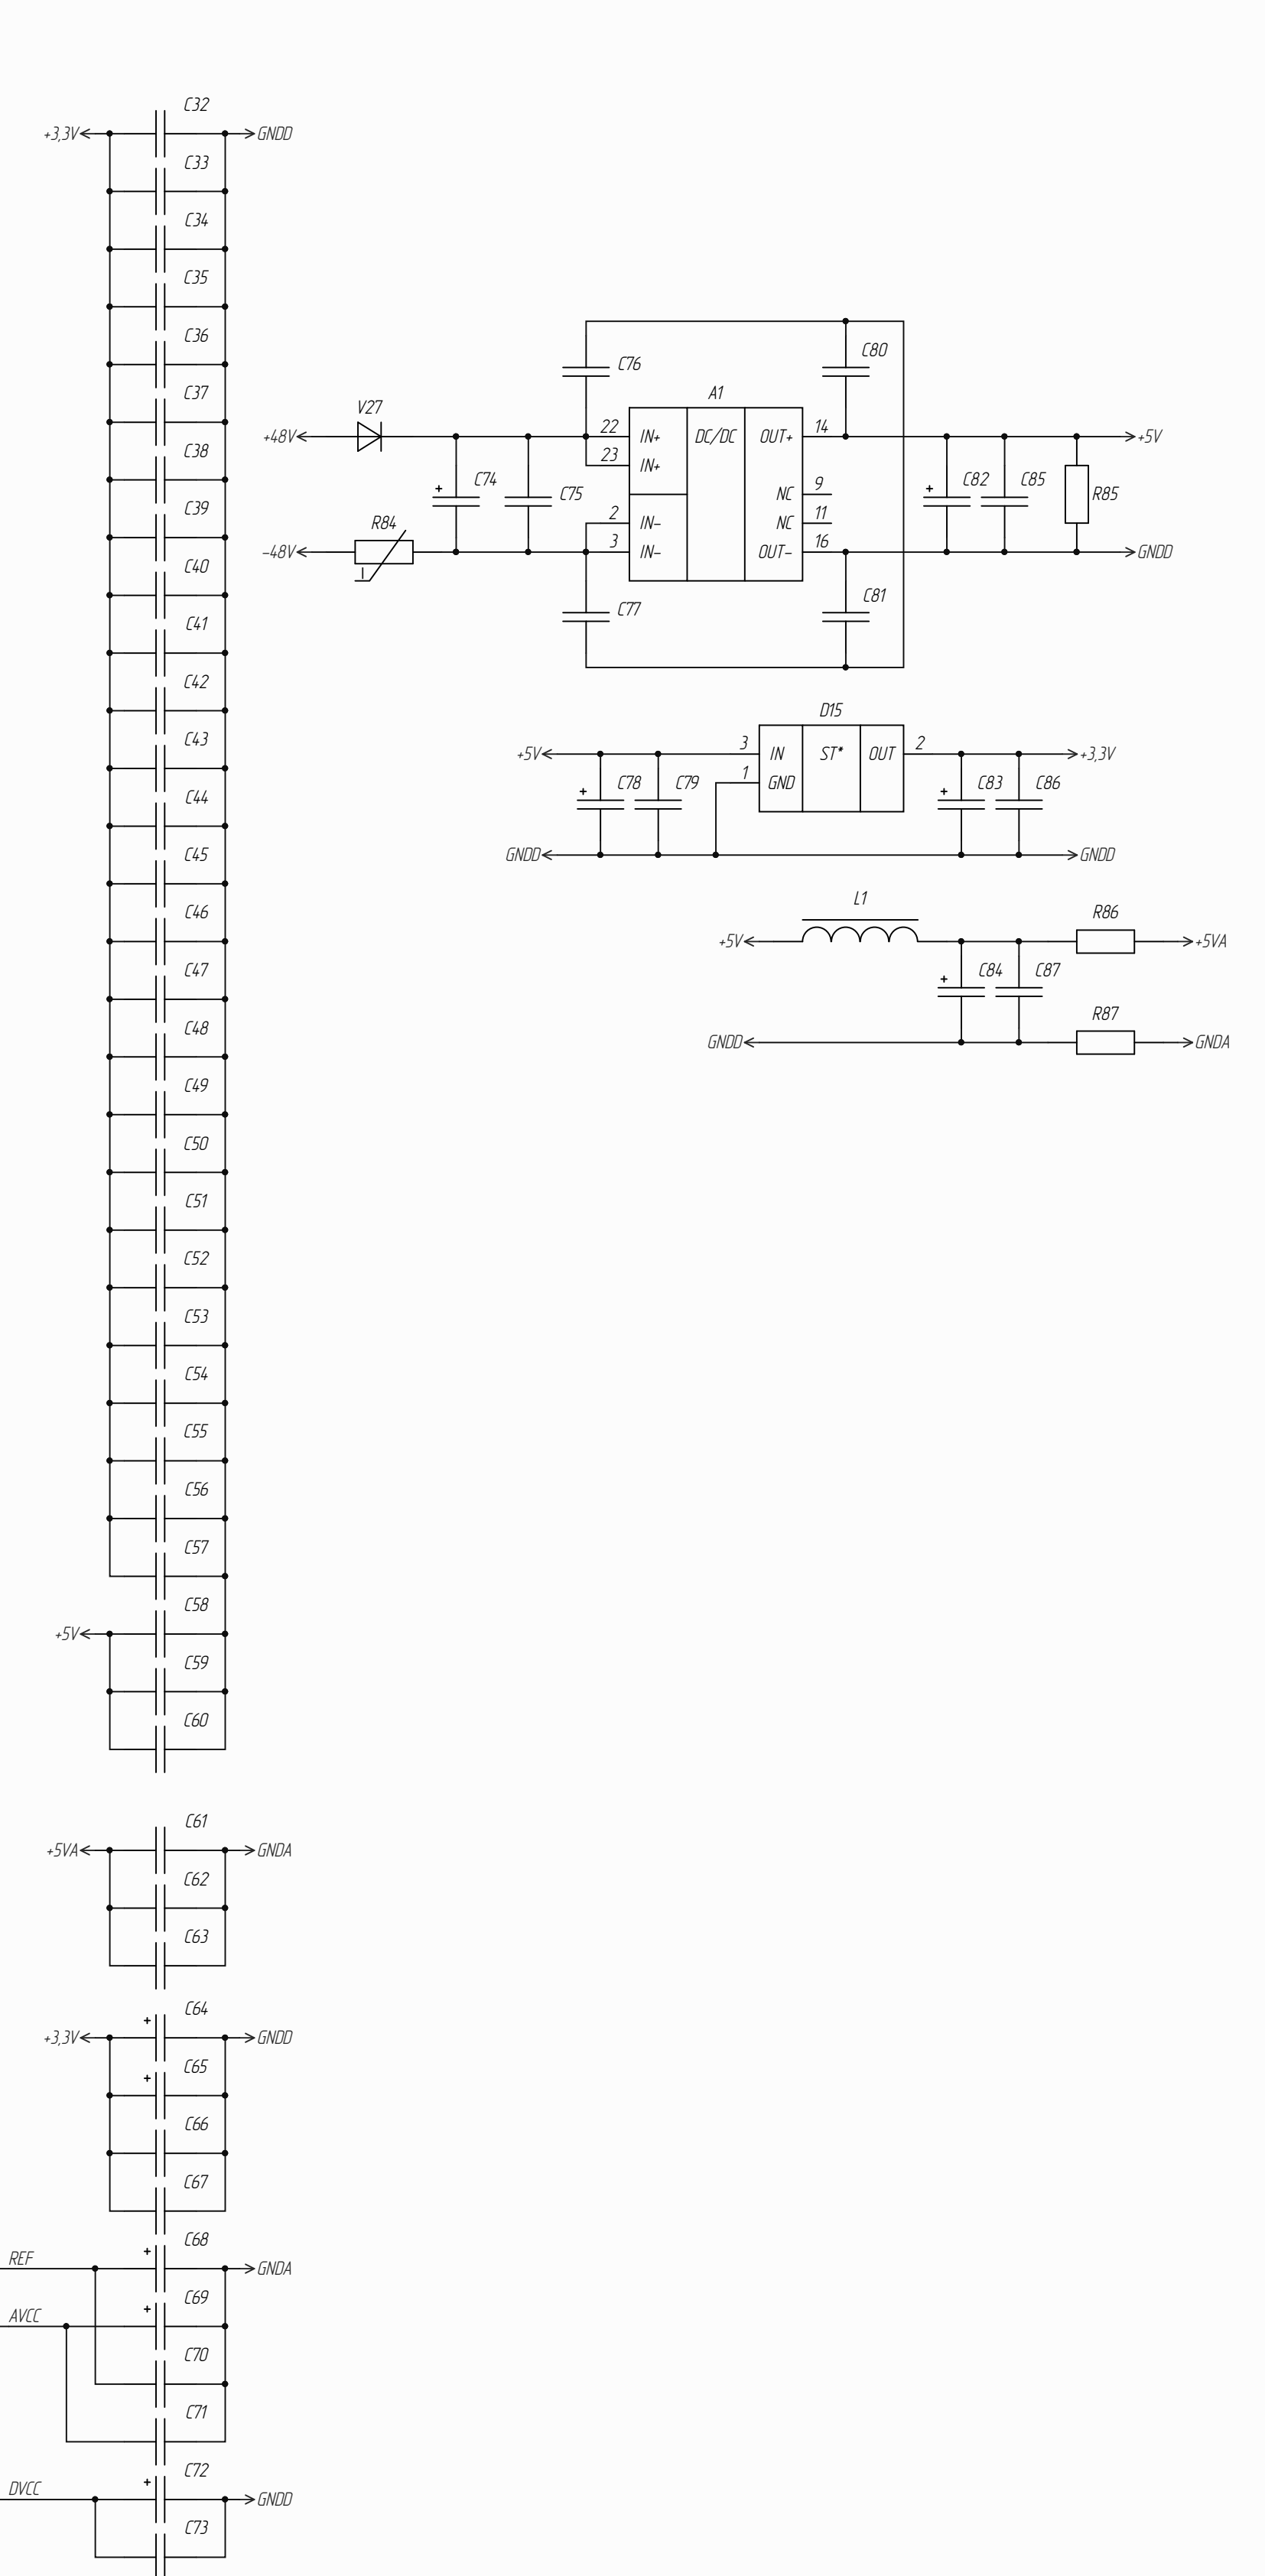 C32
+3,3V GNDD
C33
C34
C35
C36
C37
C38
C39
C40
C41
C42
C43
C44
C45
C46
C47
C48
C49
C50
C51
C52
C53
C54
C55
C56
C57
C58
+5V
C59
C60
C61
+5VA GNDA
C62
C63
C64
+
+3,3V GNDD
C65
+
C66
C67
C68
+
REF GNDA
C69
+
AVCC
C70
C71
C72
+
DVCC GNDD
C73
C76 C80
A1
V27
+48V 22 IN+ DC/DC OUT+ 14 +5V
23 IN+
+ C74 C75 NC 9 + C82 C85 R85
R84 2 IN– NC 11
–48V 3 IN– OUT– 16 GNDD
C77 C81
D15
+5V 3 IN ST* OUT 2 +3,3V
1 GND
+ C78 C79 + C83 C86
GNDD GNDD
L1 R86
+5V +5VA
+ C84 C87
R87
GNDD GNDA